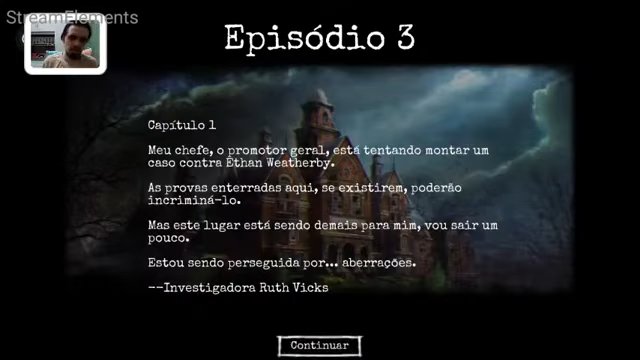 StreamElements
Episódio 3
Capítulo 1
Meu chefe, o promotor geral, está tentando montar um
caso contra Ethan Weatherby.
As provas enterradas aqui, se existirem, poderão
incriminá-lo.
Mas este lugar está sendo demais para mim, vou sair um
pouco.
Estou sendo perseguida por... aberrações.
--Investigadora Ruth Vicks
Continuar